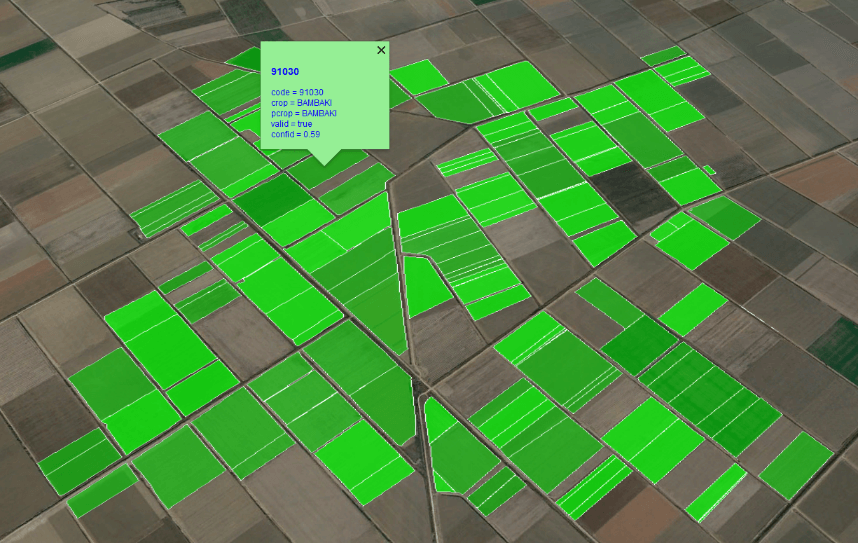 91030
code = 91030
crop = BAMBAKI
pcrop = BAMBAKI
valid = true
confid = 0.59